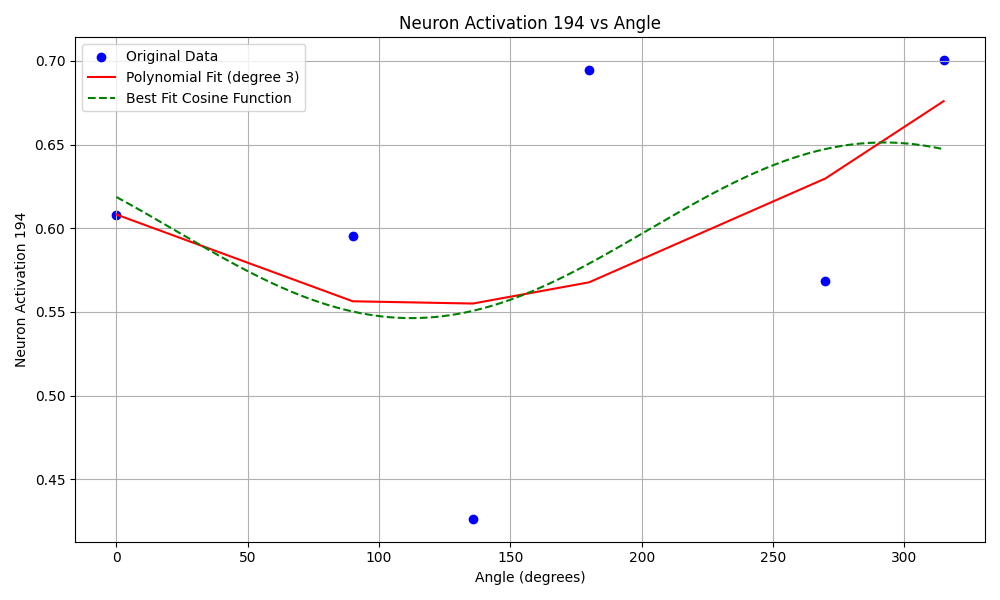 Neuron Activation 194 vs Angle
Original Data
Polynomial Fit (degree 3)
Best Fit Cosine Function
0.70
0.65
0.60
0.55
0.50
0.45
Neuron Activation 194
0 50 100 150 200 250 300
Angle (degrees)